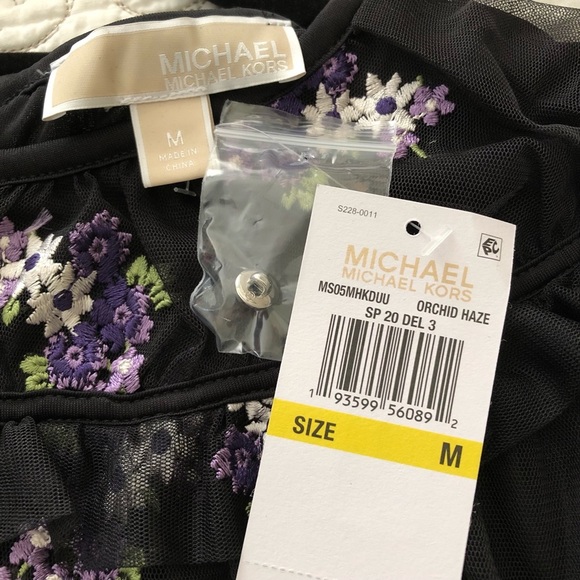 MICHAEL
MICHAEL KORS
M
MADE IN
CHINA
S228-0011
MICHAEL
MICHAEL KORS
MS05MHKDUU ORCHID HAZE
SP 20 DEL 3
1 93599 56089 2
SIZE M